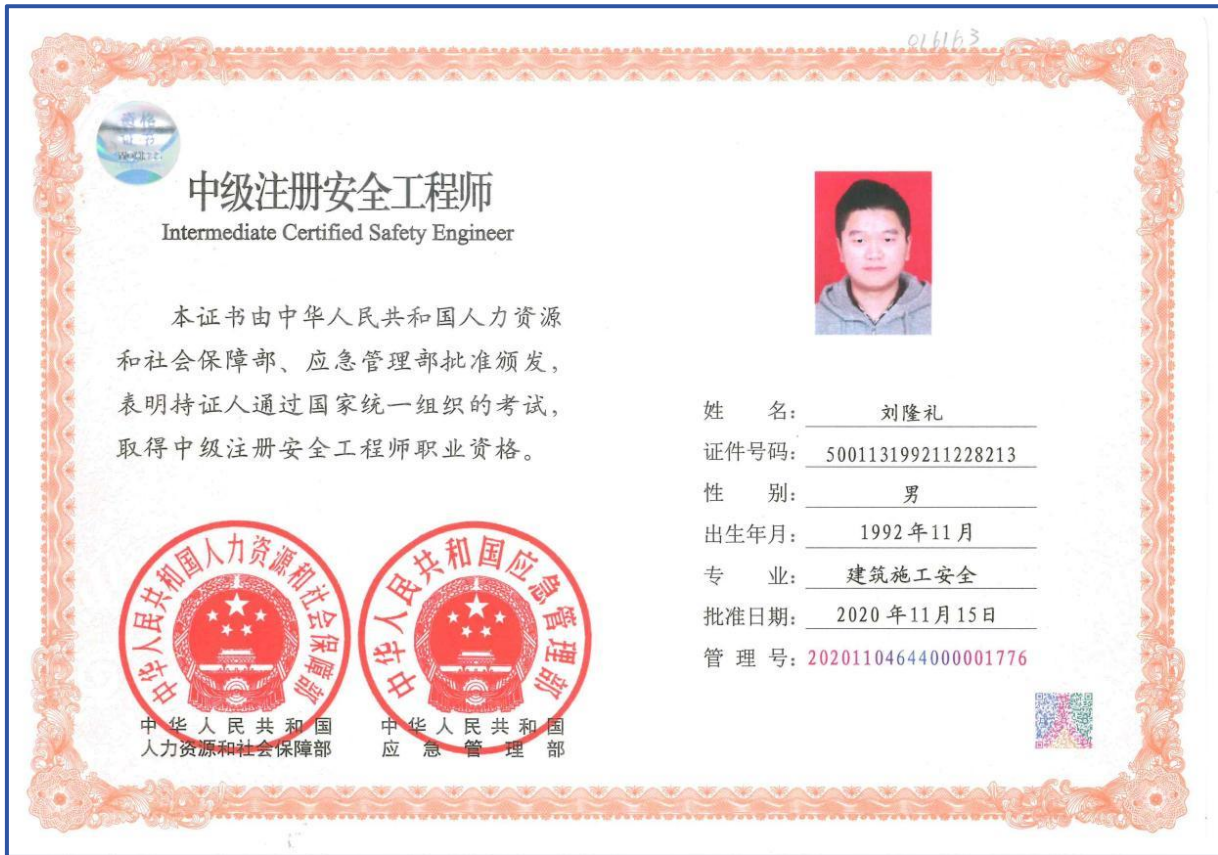 016163
资格
证书
中级注册安全工程师
Intermediate Certified Safety Engineer
本证书由中华人民共和国人力资源
和社会保障部、应急管理部批准颁发，
表明持证人通过国家统一组织的考试，
取得中级注册安全工程师职业资格。
中华人民共和国人力资源和社会保障部
中华人民共和国应急管理部
中华人民共和国
人力资源和社会保障部
中华人民共和国
应急管理部
姓 名： 刘隆礼
证件号码： 500113199211228213
性 别： 男
出生年月： 1992年11月
专 业： 建筑施工安全
批准日期： 2020年11月15日
管 理 号：20201104644000001776